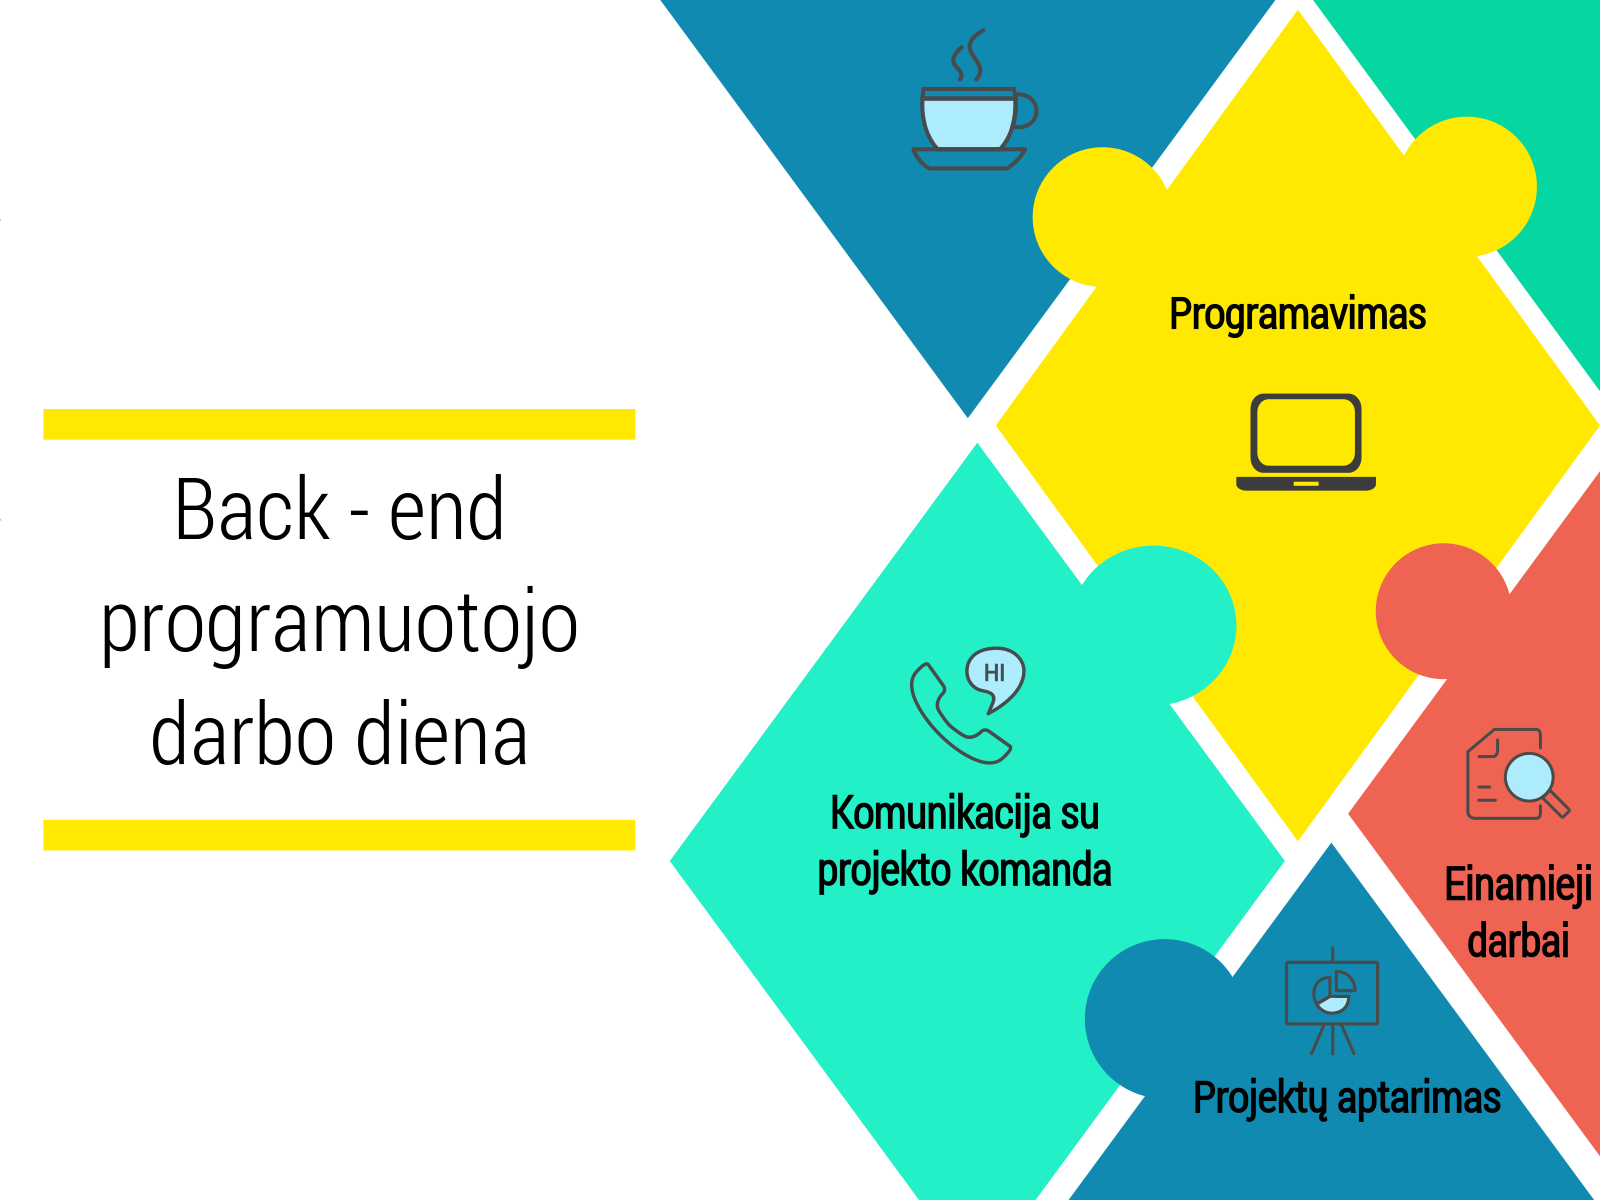 Back - end
programuotojo
darbo diena
Programavimas
HI
Komunikacija su
projekto komanda
Einamieji
darbai
Projektų aptarimas